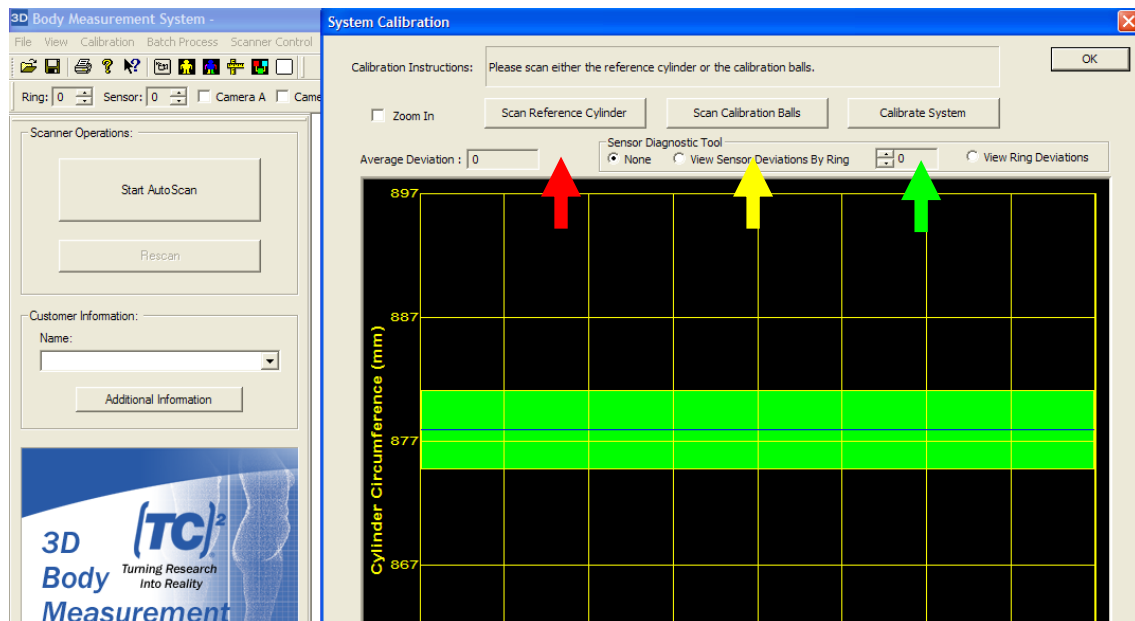 3D Body Measurement System -
File View Calibration Batch Process Scanner Control
Ring: 0 Sensor: 0 Camera A Came
Scanner Operations:
Start AutoScan
Rescan
Customer Information:
Name:
Additional Information
(TC)²
Turning Research
Into Reality
3D
Body
Measurement
System Calibration
Calibration Instructions: Please scan either the reference cylinder or the calibration balls.
OK
Zoom In Scan Reference Cylinder Scan Calibration Balls Calibrate System
Sensor Diagnostic Tool
Average Deviation : 0 None View Sensor Deviations By Ring 0 View Ring Deviations
897
887
877
867
Cylinder Circumference (mm)